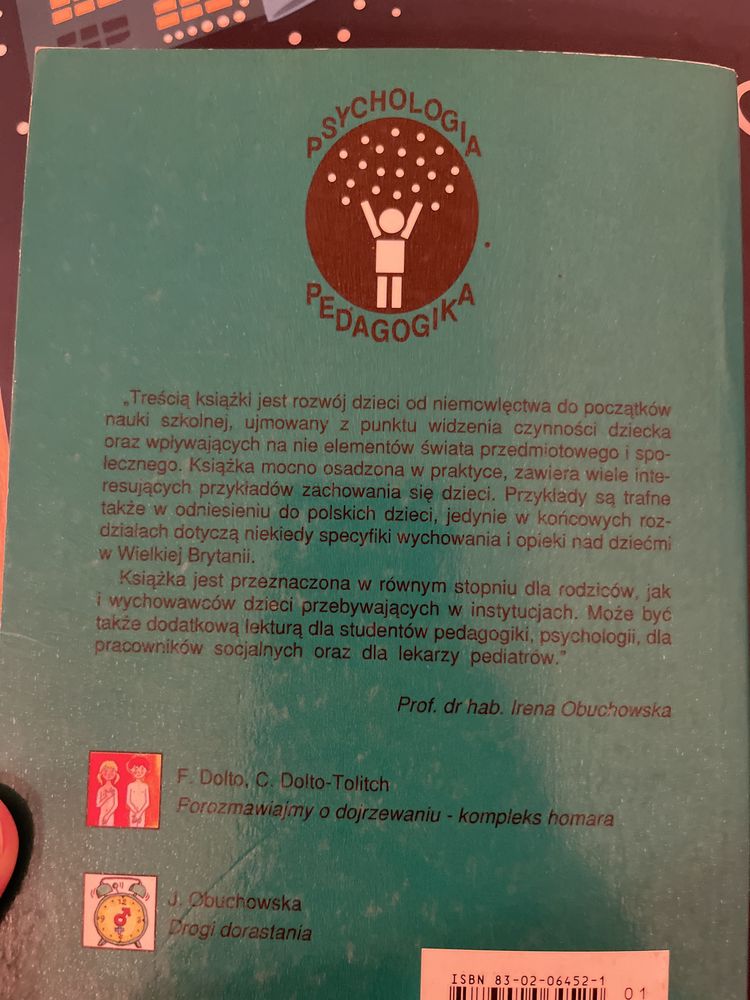 PSYCHOLOGIA
PEDAGOGIKA
„Treścią książki jest rozwój dzieci od niemowlęctwa do początków
nauki szkolnej, ujmowany z punktu widzenia czynności dziecka
oraz wpływających na nie elementów świata przedmiotowego i spo-
łecznego. Książka mocno osadzona w praktyce, zawiera wiele inte-
resujących przykładów zachowania się dzieci. Przykłady są trafne
także w odniesieniu do polskich dzieci, jedynie w końcowych roz-
działach dotyczą niekiedy specyfiki wychowania i opieki nad dziećmi
w Wielkiej Brytanii.
Książka jest przeznaczona w równym stopniu dla rodziców, jak
i wychowawców dzieci przebywających w instytucjach. Może być
także dodatkową lekturą dla studentów pedagogiki, psychologii, dla
pracowników socjalnych oraz dla lekarzy pediatrów.”
Prof. dr hab. Irena Obuchowska
F. Dolto, C. Dolto-Tolitch
Porozmawiajmy o dojrzewaniu - kompleks homara
J. Obuchowska
Drogi dorastania
ISBN 83-02-06452-1
01